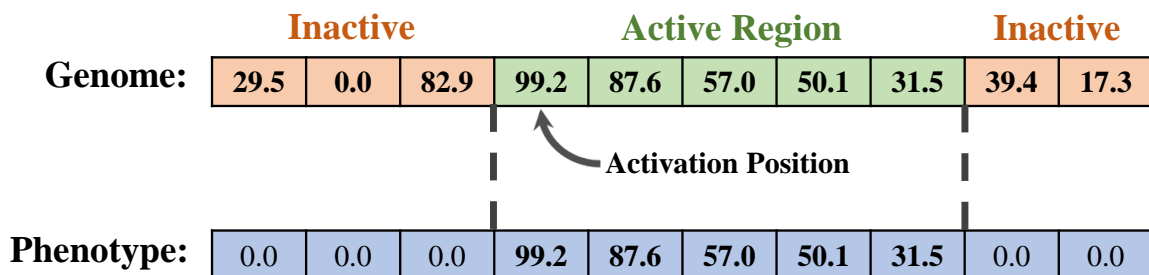 Inactive Active Region Inactive
Genome: 29.5 0.0 82.9 99.2 87.6 57.0 50.1 31.5 39.4 17.3
Activation Position
Phenotype: 0.0 0.0 0.0 99.2 87.6 57.0 50.1 31.5 0.0 0.0